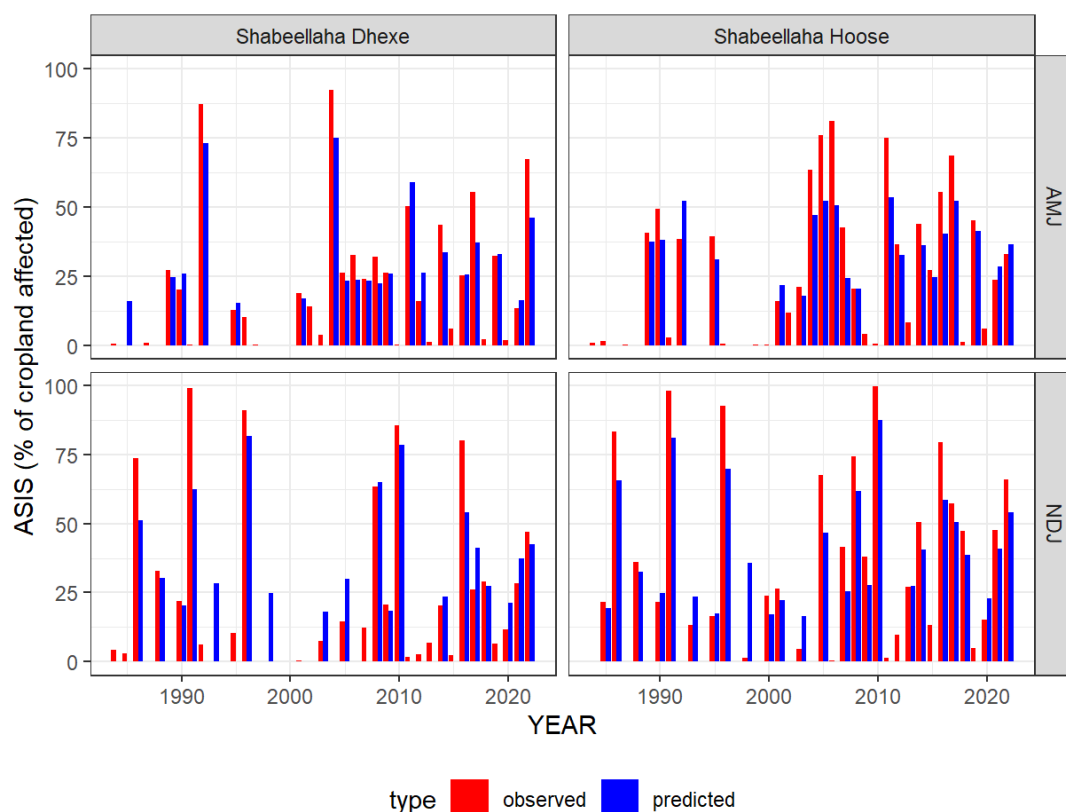 Shabeellaha Dhexe
Shabeellaha Hoose
100
75
50
25
0
AMJ
100
75
50
25
0
NDJ
ASIS (% of cropland affected)
1990 2000 2010 2020
1990 2000 2010 2020
YEAR
type observed predicted